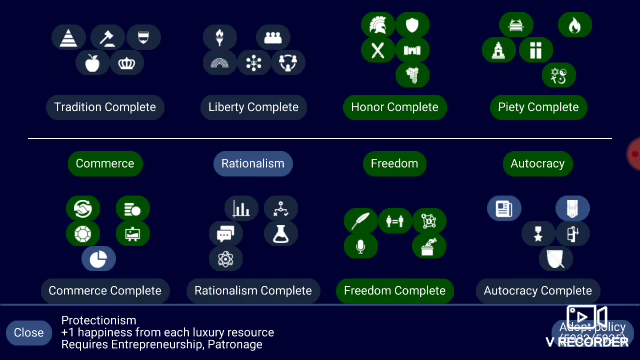 Tradition Complete
Liberty Complete
Honor Complete
Piety Complete
Commerce
Rationalism
Freedom
Autocracy
Commerce Complete
Rationalism Complete
Freedom Complete
Autocracy Complete
Close
Protectionism
+1 happiness from each luxury resource
Requires Entrepreneurship, Patronage
Adopt policy
V RECORDER